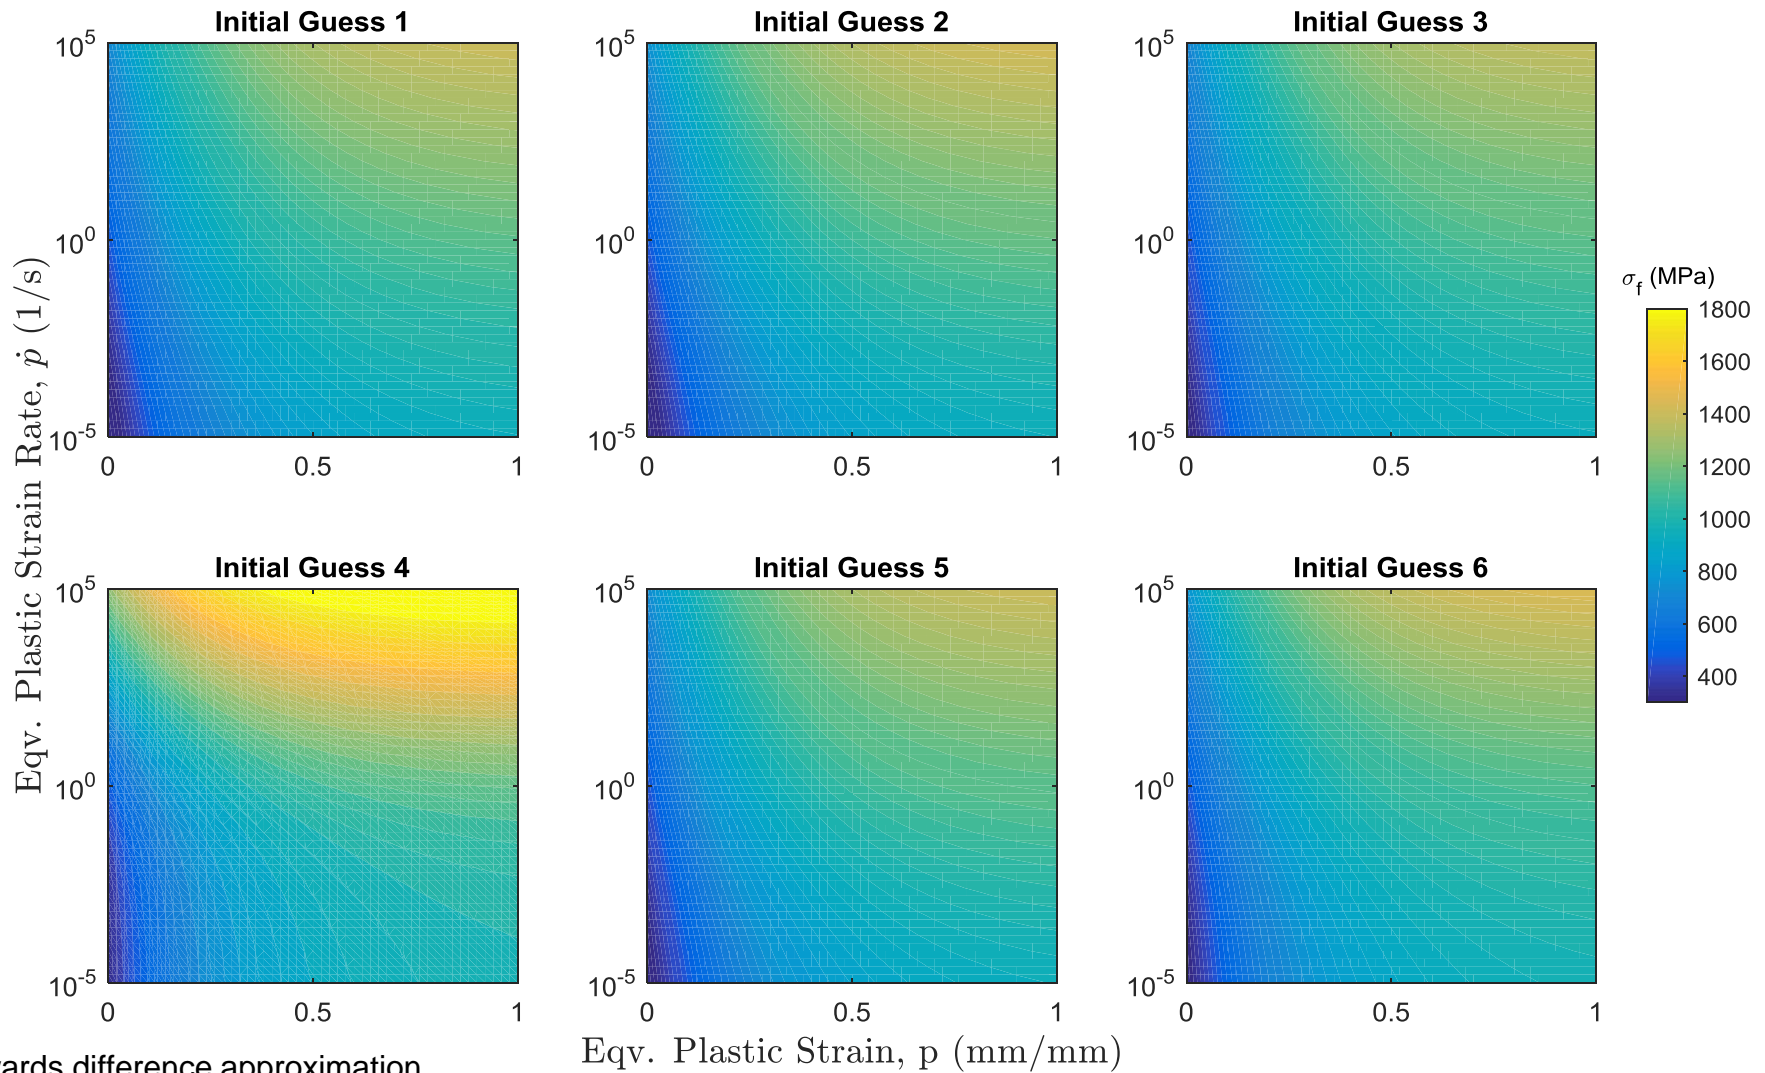 Initial Guess 1
Initial Guess 2
Initial Guess 3
10^5
10^0
10^-5
0 0.5 1
10^5
10^0
10^-5
0 0.5 1
10^5
10^0
10^-5
0 0.5 1
Eqv. Plastic Strain Rate, ṗ (1/s)
σ_f (MPa)
1800
1600
1400
1200
1000
800
600
400
Initial Guess 4
Initial Guess 5
Initial Guess 6
10^5
10^0
10^-5
0 0.5 1
10^5
10^0
10^-5
0 0.5 1
10^5
10^0
10^-5
0 0.5 1
Eqv. Plastic Strain, p (mm/mm)
difference approximation